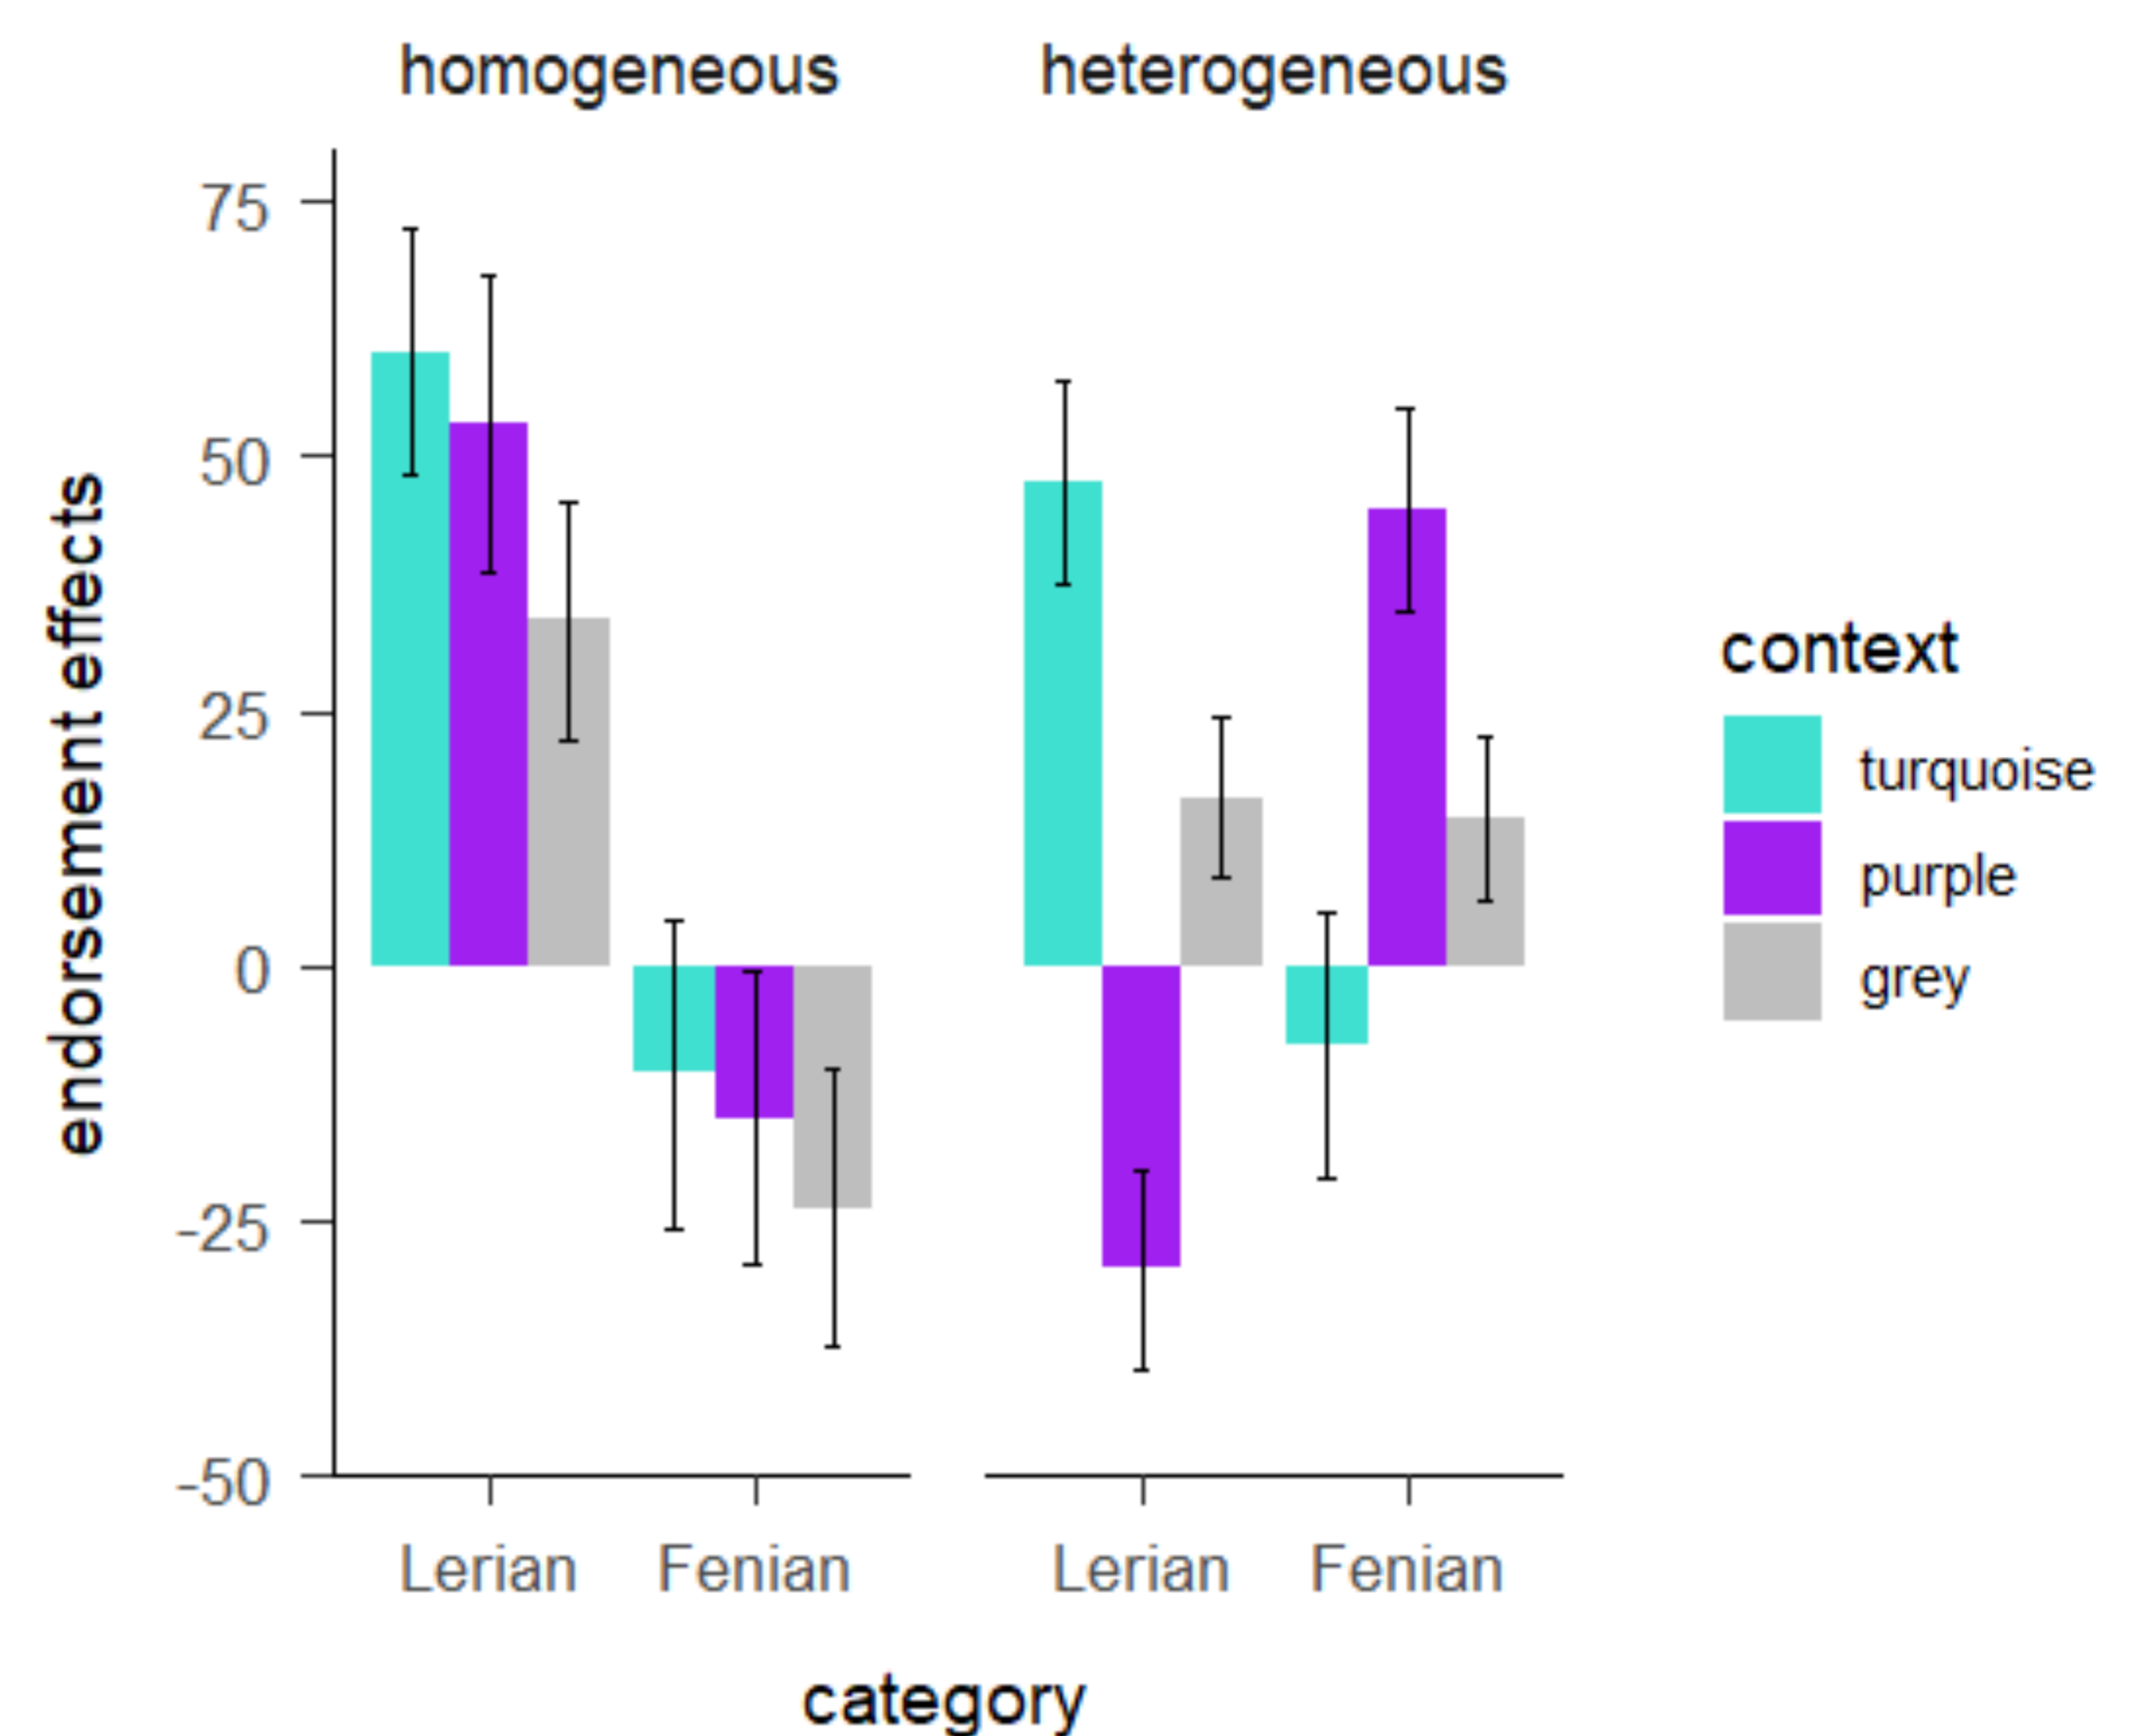 homogeneous
heterogeneous
75
50
25
0
-25
-50
endorsement effects
Lerian
Fenian
Lerian
Fenian
category
context
turquoise
purple
grey